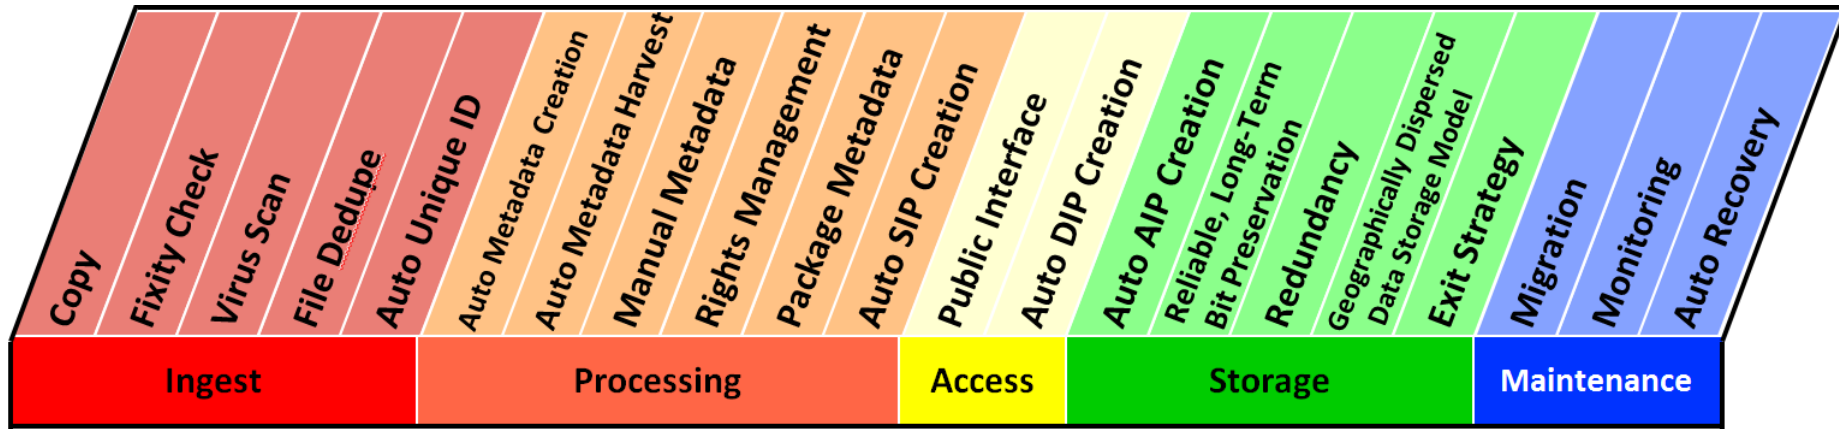 Copy
Fixity Check
Virus Scan
File Dedupe
Auto Unique ID
Auto Metadata Creation
Auto Metadata Harvest
Manual Metadata
Rights Management
Package Metadata
Auto SIP Creation
Public Interface
Auto DIP Creation
Auto AIP Creation
Reliable, Long-Term
Bit Preservation
Redundancy
Geographically Dispersed
Data Storage Model
Exit Strategy
Migration
Monitoring
Auto Recovery
Ingest
Processing
Access
Storage
Maintenance